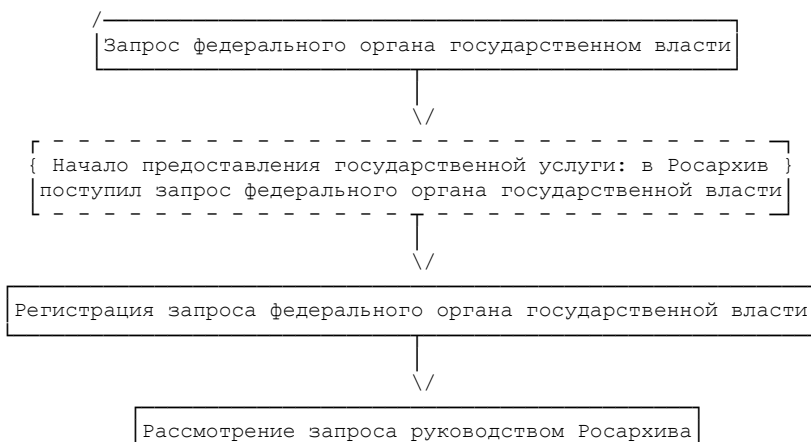 Запрос федерального органа государственном власти
Начало предоставления государственной услуги: в Росархив
поступил запрос федерального органа государственной власти
Регистрация запроса федерального органа государственной власти
Рассмотрение запроса руководством Росархива